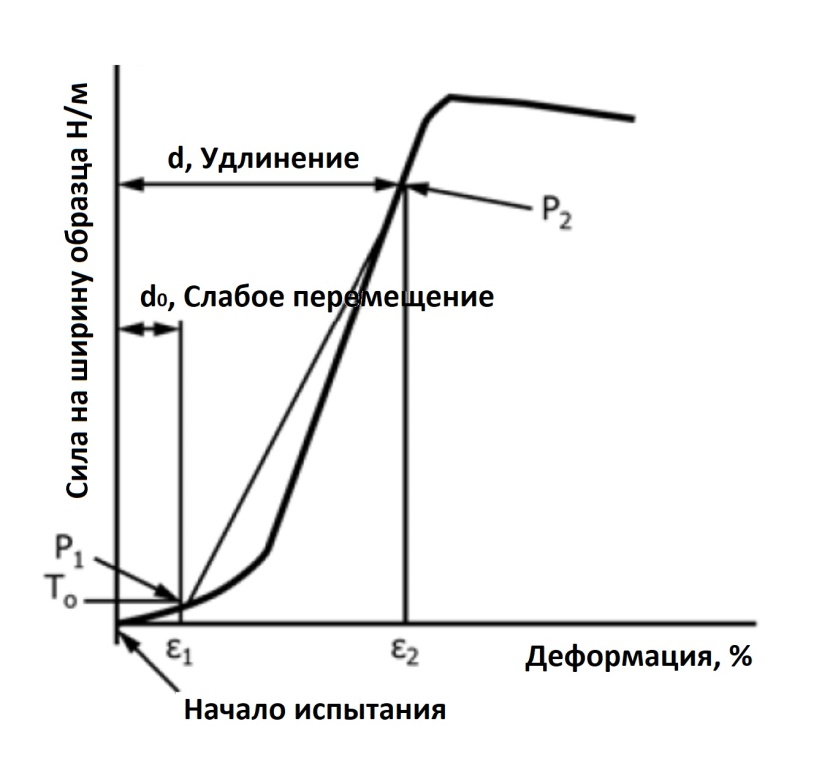 Сила на ширину образца Н/м
d, Удлинение
P₂
d₀, Слабое перемещение
P₁
Tₒ
ε₁
ε₂
Деформация, %
Начало испытания